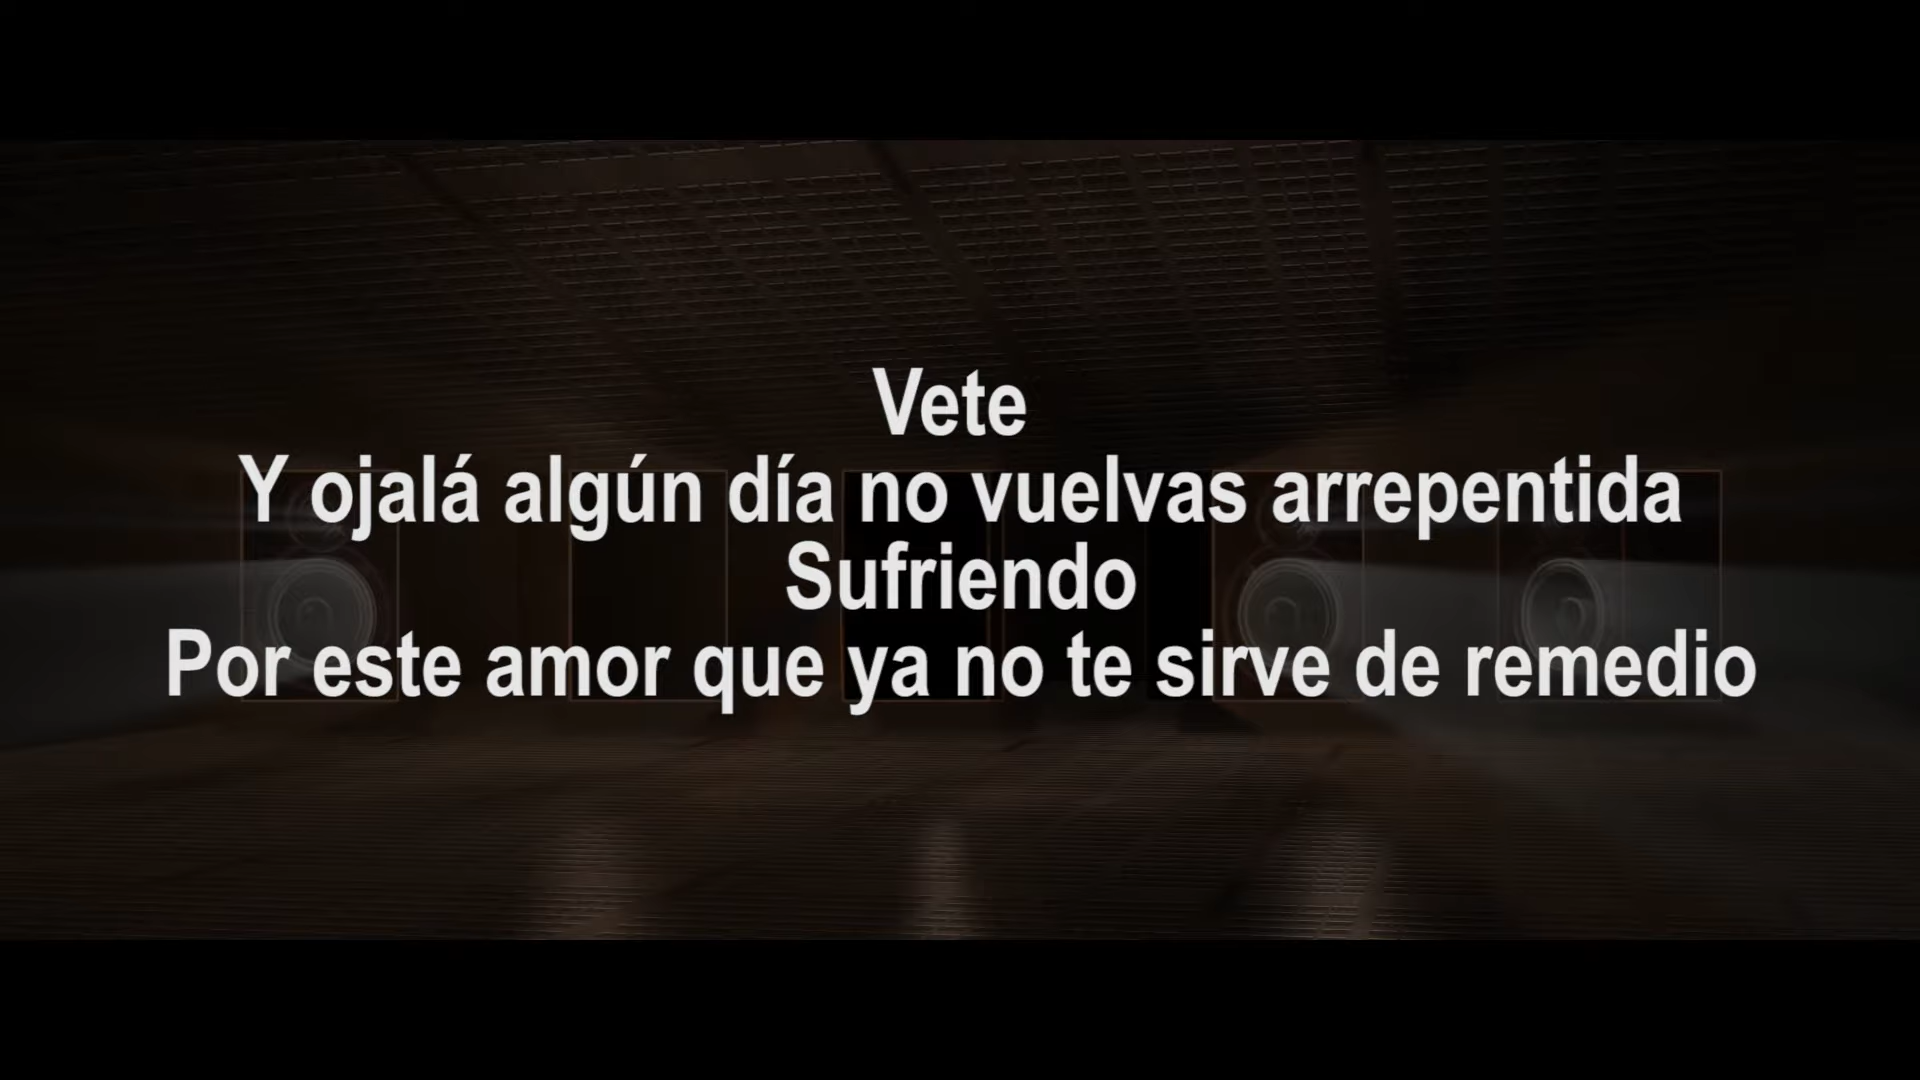 Vete
Y ojalá algún día no vuelvas arrepentida
Sufriendo
Por este amor que ya no te sirve de remedio